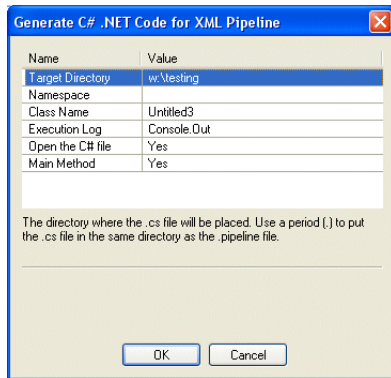 Generate C# .NET Code for XML Pipeline
Name Value
Target Directory w:\testing
Namespace
Class Name Untitled3
Execution Log Console.Out
Open the C# file Yes
Main Method Yes
The directory where the .cs file will be placed. Use a period (.) to put
the .cs file in the same directory as the .pipeline file.
OK Cancel